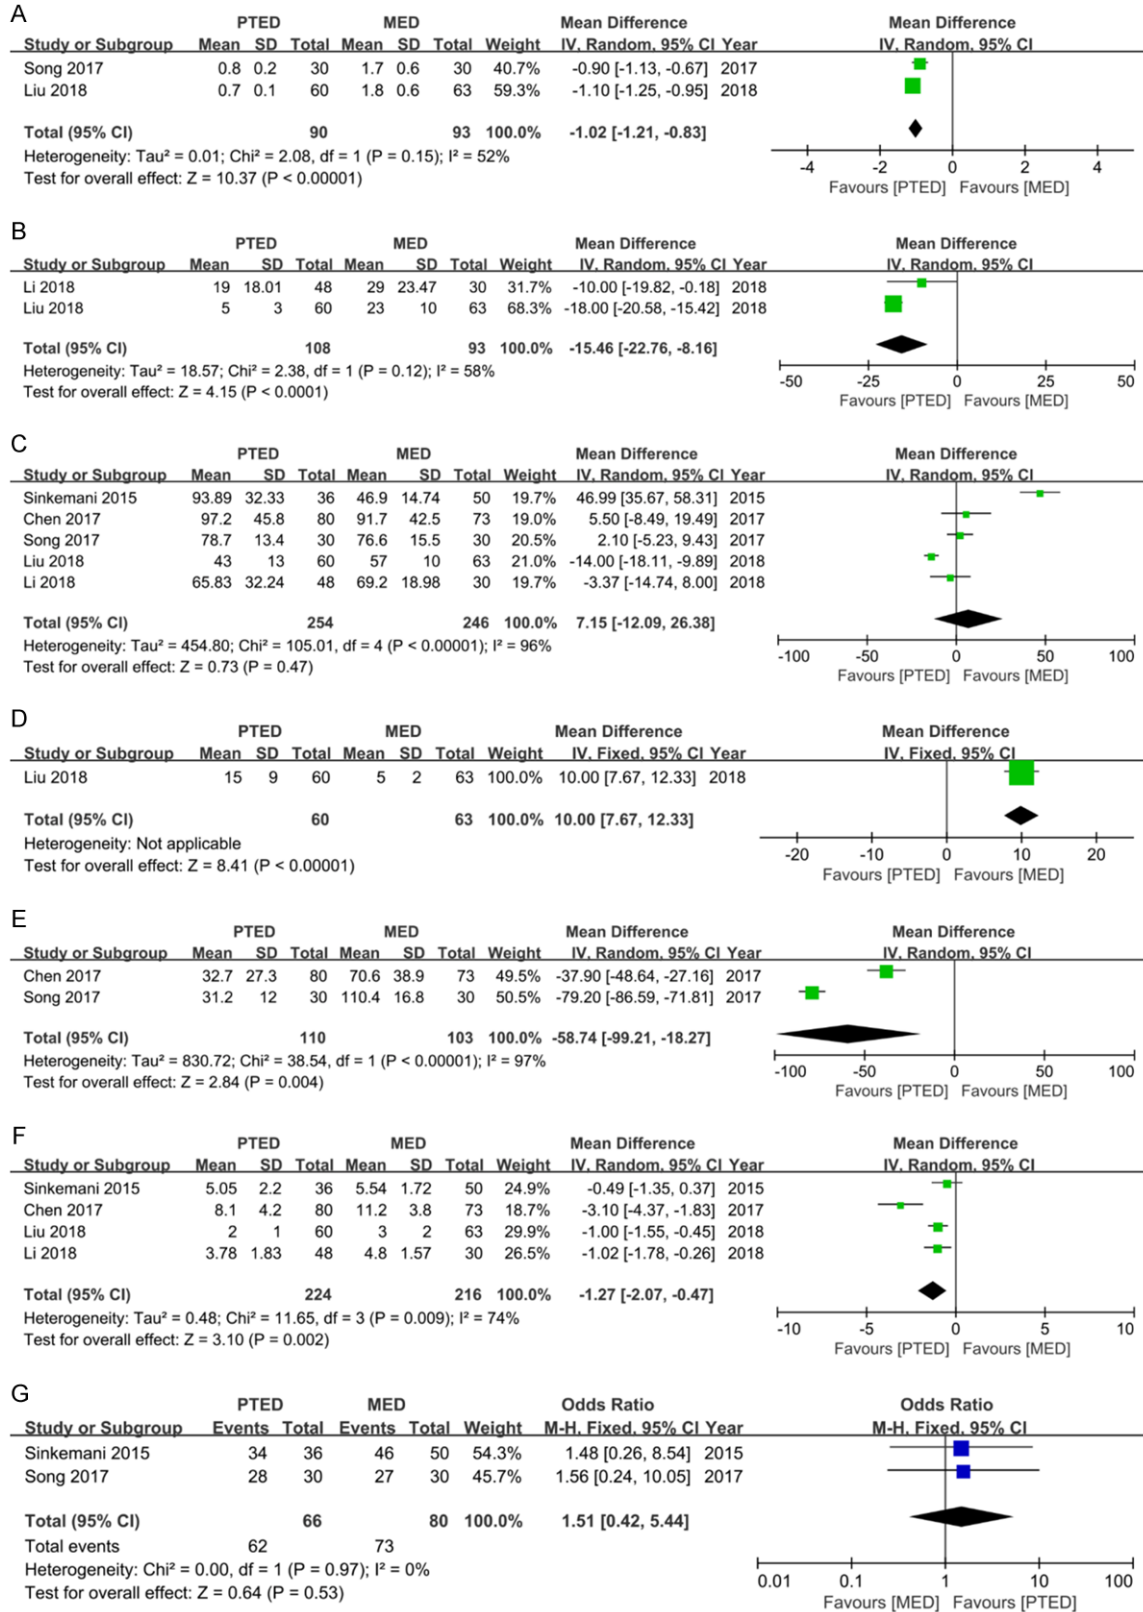 A
PTED MED Mean Difference Mean Difference
Study or Subgroup Mean SD Total Mean SD Total Weight IV, Random, 95% CI Year IV, Random, 95% CI
Song 2017 0.8 0.2 30 1.7 0.6 30 40.7% -0.90 [-1.13, -0.67] 2017
Liu 2018 0.7 0.1 60 1.8 0.6 63 59.3% -1.10 [-1.25, -0.95] 2018
Total (95% CI) 90 93 100.0% -1.02 [-1.21, -0.83]
Heterogeneity: Tau² = 0.01; Chi² = 2.08, df = 1 (P = 0.15); I² = 52%
Test for overall effect: Z = 10.37 (P < 0.00001)
-4 -2 0 2 4
Favours [PTED] Favours [MED]
B
PTED MED Mean Difference Mean Difference
Study or Subgroup Mean SD Total Mean SD Total Weight IV, Random, 95% CI Year IV, Random, 95% CI
Li 2018 19 18.01 48 29 23.47 30 31.7% -10.00 [-19.82, -0.18] 2018
Liu 2018 5 3 60 23 10 63 68.3% -18.00 [-20.58, -15.42] 2018
Total (95% CI) 108 93 100.0% -15.46 [-22.76, -8.16]
Heterogeneity: Tau² = 18.57; Chi² = 2.38, df = 1 (P = 0.12); I² = 58%
Test for overall effect: Z = 4.15 (P < 0.0001)
-50 -25 0 25 50
Favours [PTED] Favours [MED]
C
PTED MED Mean Difference Mean Difference
Study or Subgroup Mean SD Total Mean SD Total Weight IV, Random, 95% CI Year IV, Random, 95% CI
Sinkemani 2015 93.89 32.33 36 46.9 14.74 50 19.7% 46.99 [35.67, 58.31] 2015
Chen 2017 97.2 45.8 80 91.7 42.5 73 19.0% 5.50 [-8.49, 19.49] 2017
Song 2017 78.7 13.4 30 76.6 15.5 30 20.5% 2.10 [-5.23, 9.43] 2017
Liu 2018 43 13 60 57 10 63 21.0% -14.00 [-18.11, -9.89] 2018
Li 2018 65.83 32.24 48 69.2 18.98 30 19.7% -3.37 [-14.74, 8.00] 2018
Total (95% CI) 254 246 100.0% 7.15 [-12.09, 26.38]
Heterogeneity: Tau² = 454.80; Chi² = 105.01, df = 4 (P < 0.00001); I² = 96%
Test for overall effect: Z = 0.73 (P = 0.47)
-100 -50 0 50 100
Favours [PTED] Favours [MED]
D
PTED MED Mean Difference Mean Difference
Study or Subgroup Mean SD Total Mean SD Total Weight IV, Fixed, 95% CI Year IV, Fixed, 95% CI
Liu 2018 15 9 60 5 2 63 100.0% 10.00 [7.67, 12.33] 2018
Total (95% CI) 60 63 100.0% 10.00 [7.67, 12.33]
Heterogeneity: Not applicable
Test for overall effect: Z = 8.41 (P < 0.00001)
-20 -10 0 10 20
Favours [PTED] Favours [MED]
E
PTED MED Mean Difference Mean Difference
Study or Subgroup Mean SD Total Mean SD Total Weight IV, Random, 95% CI Year IV, Random, 95% CI
Chen 2017 32.7 27.3 80 70.6 38.9 73 49.5% -37.90 [-48.64, -27.16] 2017
Song 2017 31.2 12 30 110.4 16.8 30 50.5% -79.20 [-86.59, -71.81] 2017
Total (95% CI) 110 103 100.0% -58.74 [-99.21, -18.27]
Heterogeneity: Tau² = 830.72; Chi² = 38.54, df = 1 (P < 0.00001); I² = 97%
Test for overall effect: Z = 2.84 (P = 0.004)
-100 -50 0 50 100
Favours [PTED] Favours [MED]
F
PTED MED Mean Difference Mean Difference
Study or Subgroup Mean SD Total Mean SD Total Weight IV, Random, 95% CI Year IV, Random, 95% CI
Sinkemani 2015 5.05 2.2 36 5.54 1.72 50 24.9% -0.49 [-1.35, 0.37] 2015
Chen 2017 8.1 4.2 80 11.2 3.8 73 18.7% -3.10 [-4.37, -1.83] 2017
Liu 2018 2 1 60 3 2 63 29.9% -1.00 [-1.55, -0.45] 2018
Li 2018 3.78 1.83 48 4.8 1.57 30 26.5% -1.02 [-1.78, -0.26] 2018
Total (95% CI) 224 216 100.0% -1.27 [-2.07, -0.47]
Heterogeneity: Tau² = 0.48; Chi² = 11.65, df = 3 (P = 0.009); I² = 74%
Test for overall effect: Z = 3.10 (P = 0.002)
-10 -5 0 5 10
Favours [PTED] Favours [MED]
G
PTED MED Odds Ratio Odds Ratio
Study or Subgroup Events Total Events Total Weight M-H, Fixed, 95% CI Year M-H, Fixed, 95% CI
Sinkemani 2015 34 36 46 50 54.3% 1.48 [0.26, 8.54] 2015
Song 2017 28 30 27 30 45.7% 1.56 [0.24, 10.05] 2017
Total (95% CI) 66 80 100.0% 1.51 [0.42, 5.44]
Total events 62 73
Heterogeneity: Chi² = 0.00, df = 1 (P = 0.97); I² = 0%
Test for overall effect: Z = 0.64 (P = 0.53)
0.01 0.1 1 10 100
Favours [MED] Favours [PTED]